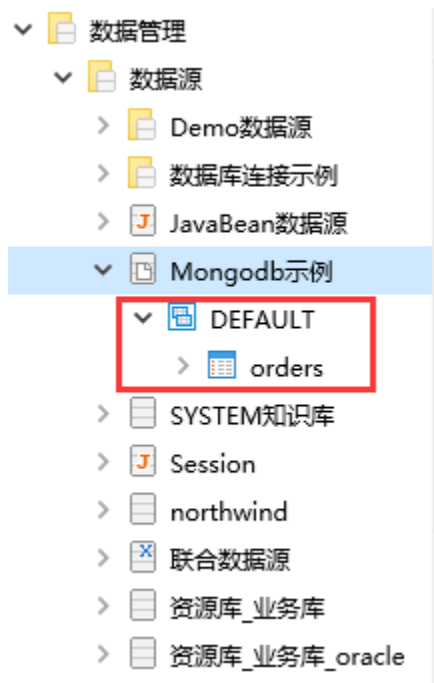 数据管理
数据源
Demo数据源
数据库连接示例
JavaBean数据源
Mongodb示例
DEFAULT
orders
SYSTEM知识库
Session
northwind
联合数据源
资源库_业务库
资源库_业务库_oracle